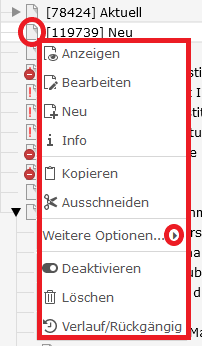 [78424] Aktuell
[119739] Neu
Anzeigen
Bearbeiten
Neu
Info
Kopieren
Ausschneiden
Weitere Optionen...
Deaktivieren
Löschen
Verlauf/Rückgängig